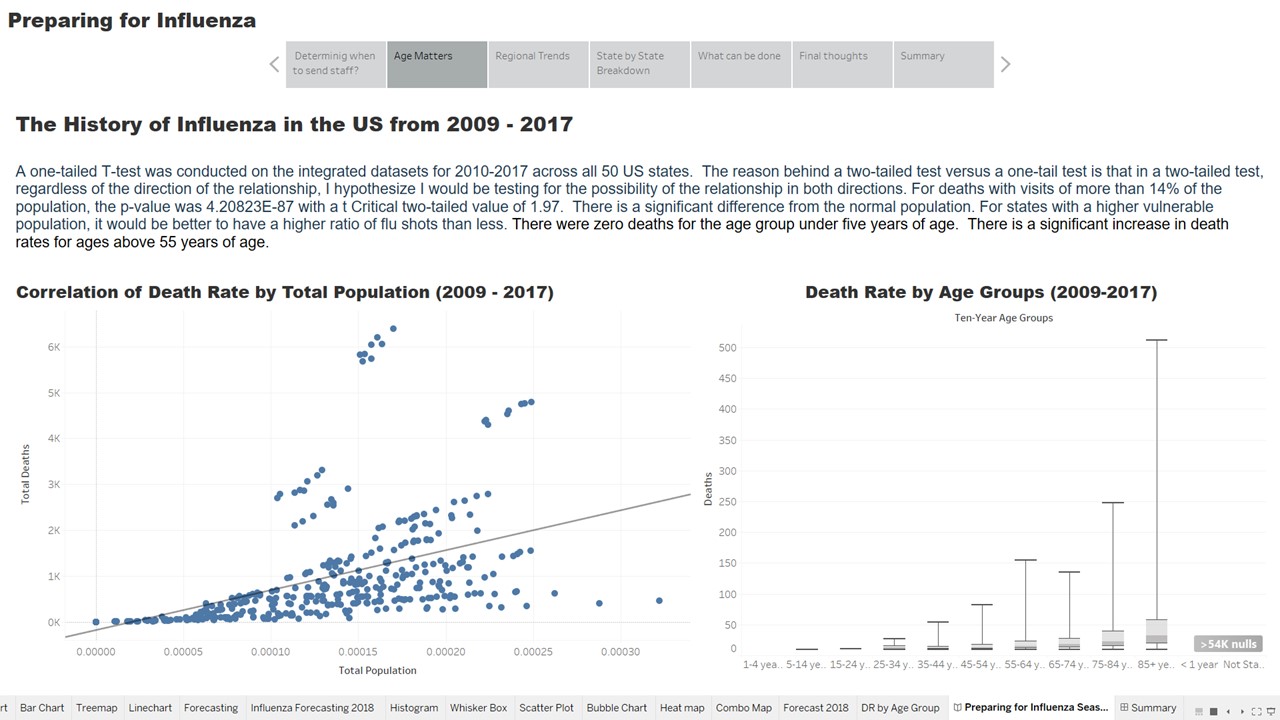 Preparing for Influenza
Determinig when
to send staff?
Age Matters
Regional Trends
State by State
Breakdown
What can be done
Final thoughts
Summary
The History of Influenza in the US from 2009 - 2017
A one-tailed T-test was conducted on the integrated datasets for 2010-2017 across all 50 US states.  The reason behind a two-tailed test versus a one-tail test is that in a two-tailed test,
regardless of the direction of the relationship, I hypothesize I would be testing for the possibility of the relationship in both directions. For deaths with visits of more than 14% of the
population, the p-value was 4.20823E-87 with a t Critical two-tailed value of 1.97.  There is a significant difference from the normal population. For states with a higher vulnerable
population, it would be better to have a higher ratio of flu shots than less. There were zero deaths for the age group under five years of age.  There is a significant increase in death
rates for ages above 55 years of age.
Correlation of Death Rate by Total Population (2009 - 2017)
Total Deaths
6K
5K
4K
3K
2K
1K
0K
0.00000 0.00005 0.00010 0.00015 0.00020 0.00025 0.00030
Total Population
Death Rate by Age Groups (2009-2017)
Ten-Year Age Groups
Deaths
500
450
400
350
300
250
200
150
100
50
0
>54K nulls
1-4 yea.. 5-14 ye.. 15-24 y.. 25-34 y.. 35-44 y.. 45-54 y.. 55-64 y.. 65-74 y.. 75-84 y.. 85+ ye.. < 1 year Not Sta..
rt Bar Chart Treemap Linechart Forecasting Influenza Forecasting 2018 Histogram Whisker Box Scatter Plot Bubble Chart Heat map Combo Map Forecast 2018 DR by Age Group Preparing for Influenza Seas... Summary